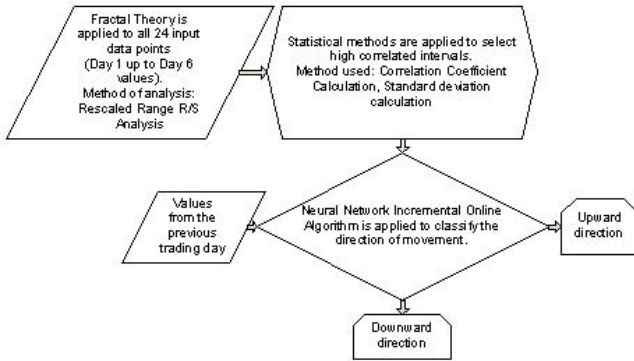 Fractal Theory is
applied to all 24 input
data points
(Day 1 up to Day 6
values).
Method of analysis:
Rescaled Range R/S
Analysis
Statistical methods are applied to select
high correlated intervals.
Method used: Correlation Coefficient
Calculation, Standard deviation
calculation
Values
from the
previous
trading day
Neural Network Incremental Online
Algorithm is applied to classify the
direction of movement.
Upward
direction
Downward
direction